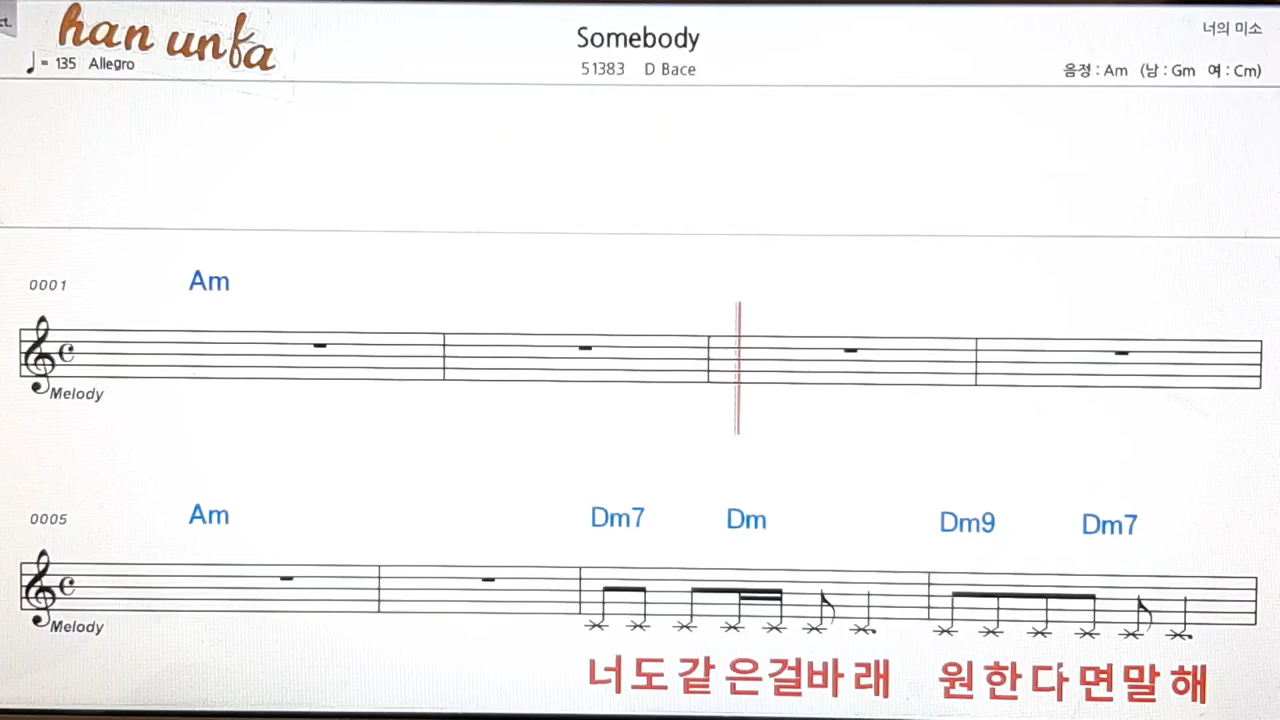 ct.
han unfa
♩ = 135 Allegro
Somebody
51383 D Bace
너의 미소
음정 : Am (남 : Gm 여 : Cm)
0001
Am
Melody
0005
Am Dm7 Dm Dm9 Dm7
Melody
너도같은걸바래 원한다면말해